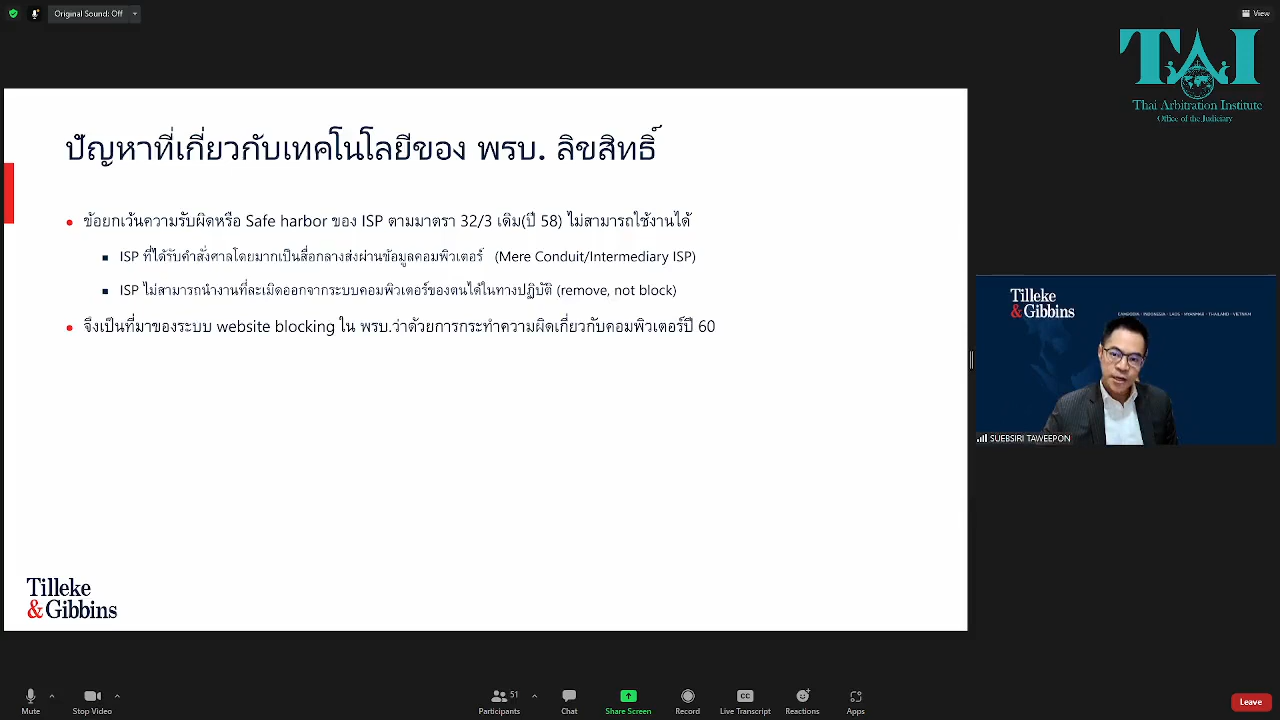 Original Sound: Off
View
TAI
Thai Arbitration Institute
Office of the Judiciary
ปัญหาที่เกี่ยวกับเทคโนโลยีของ พรบ. ลิขสิทธิ์
ข้อยกเว้นความรับผิดหรือ Safe harbor ของ ISP ตามมาตรา 32/3 เดิม(ปี 58) ไม่สามารถใช้งานได้
ISP ที่ได้รับคำสั่งศาลโดยมากเป็นสื่อกลางส่งผ่านข้อมูลคอมพิวเตอร์ (Mere Conduit/Intermediary ISP)
ISP ไม่สามารถนำงานที่ละเมิดออกจากระบบคอมพิวเตอร์ของตนได้ในทางปฏิบัติ (remove, not block)
จึงเป็นที่มาของระบบ website blocking ใน พรบ.ว่าด้วยการกระทำความผิดเกี่ยวกับคอมพิวเตอร์ปี 60
Tilleke
& Gibbins
CAMBODIA · INDONESIA · LAOS · MYANMAR · THAILAND · VIETNAM
SUEBSIRI TAWEEPON
Tilleke
& Gibbins
Mute
Stop Video
Participants 51
Chat
Share Screen
Record
CC
Live Transcript
Reactions
Apps
Leave